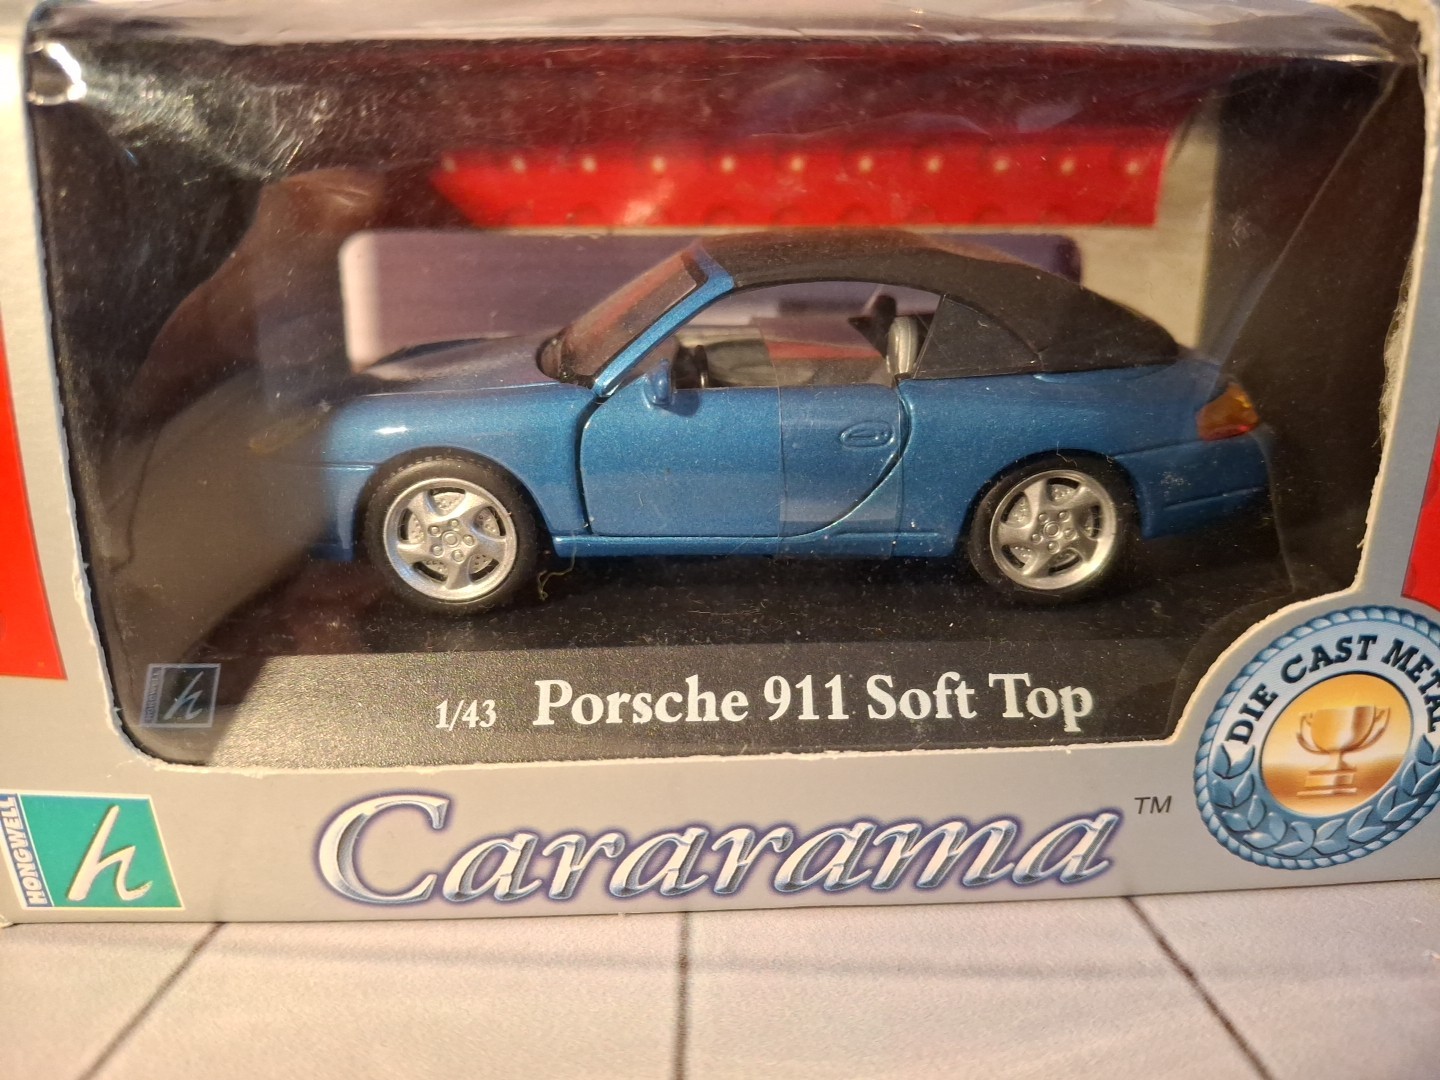 1/43 Porsche 911 Soft Top
DIE CAST METAL
HONGWELL
h
Cararama TM